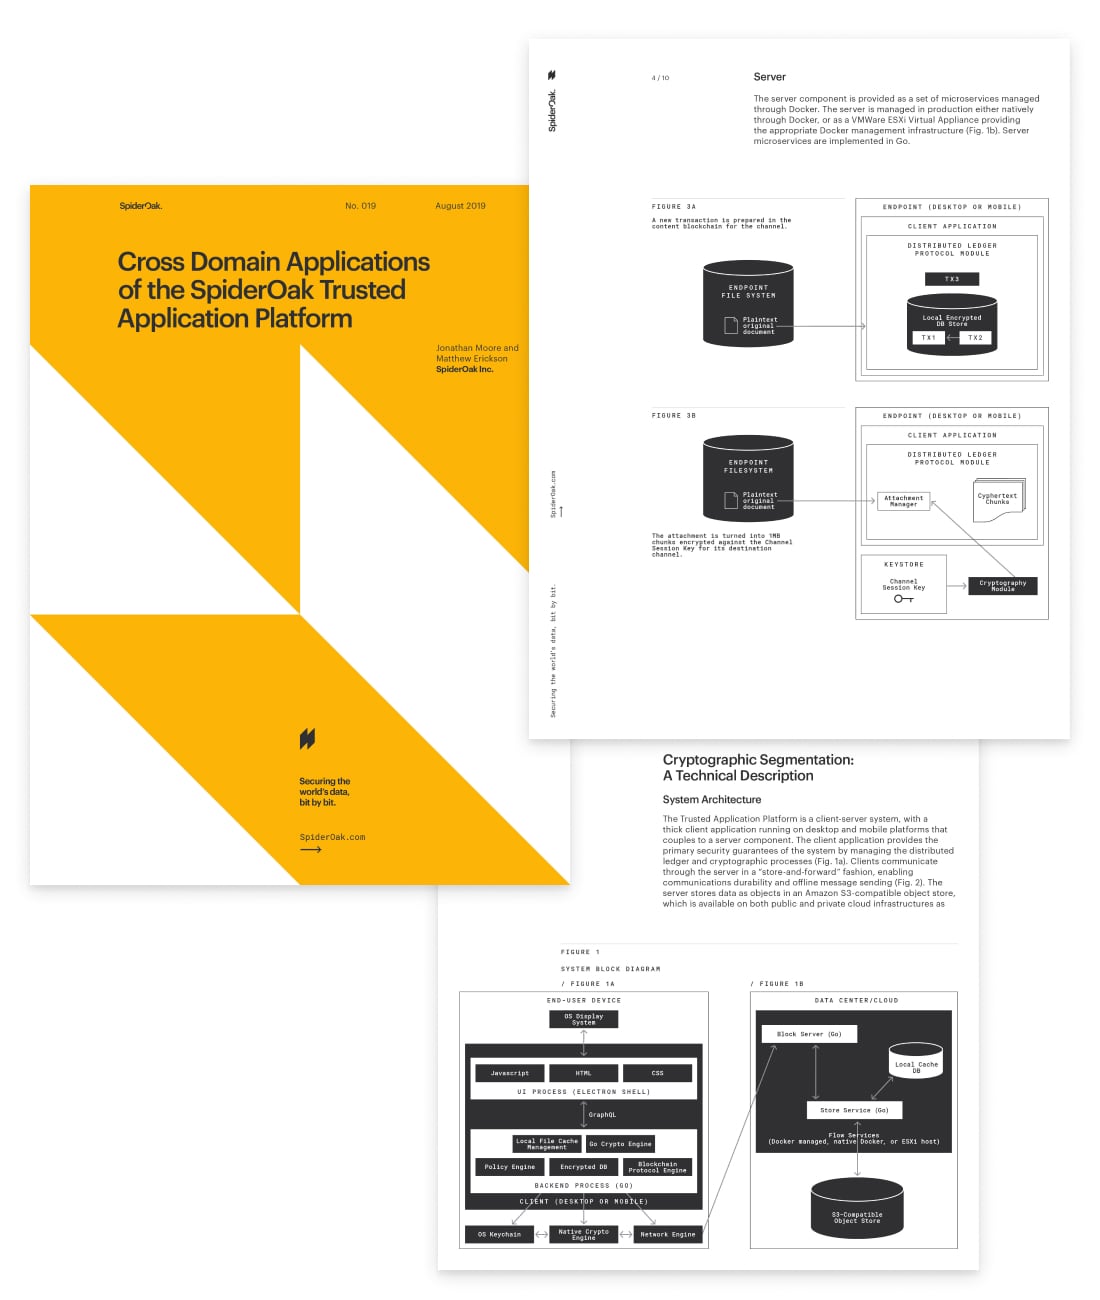 SpiderOak.
No. 019
August 2019
Cross Domain Applications
of the SpiderOak Trusted
Application Platform
Jonathan Moore and
Matthew Erickson
SpiderOak Inc.
Securing the
world's data,
bit by bit.
SpiderOak.com
SpiderOak.
SpiderOak.com
Securing the world's data, bit by bit.
4 / 10
Server
The server component is provided as a set of microservices managed
through Docker. The server is managed in production either natively
through Docker, or as a VMWare ESXi Virtual Appliance providing
the appropriate Docker management infrastructure (Fig. 1b). Server
microservices are implemented in Go.
FIGURE 3A
A new transaction is prepared in the
content blockchain for the channel.
ENDPOINT
FILE SYSTEM
Plaintext
original
document
ENDPOINT (DESKTOP OR MOBILE)
CLIENT APPLICATION
DISTRIBUTED LEDGER
PROTOCOL MODULE
TX3
Local Encrypted
DB Store
TX1
TX2
FIGURE 3B
ENDPOINT
FILESYSTEM
Plaintext
original
document
The attachment is turned into 1MB
chunks encrypted against the Channel
Session Key for its destination
channel.
ENDPOINT (DESKTOP OR MOBILE)
CLIENT APPLICATION
DISTRIBUTED LEDGER
PROTOCOL MODULE
Attachment
Manager
Cyphertext
Chunks
KEYSTORE
Channel
Session Key
Cryptography
Module
Cryptographic Segmentation:
A Technical Description
System Architecture
The Trusted Application Platform is a client-server system, with a
thick client application running on desktop and mobile platforms that
couples to a server component. The client application provides the
primary security guarantees of the system by managing the distributed
ledger and cryptographic processes (Fig. 1a). Clients communicate
through the server in a “store-and-forward” fashion, enabling
communications durability and offline message sending (Fig. 2). The
server stores data as objects in an Amazon S3-compatible object store,
which is available on both public and private cloud infrastructures as
FIGURE 1
SYSTEM BLOCK DIAGRAM
/ FIGURE 1A
END-USER DEVICE
OS Display
System
Javascript
HTML
CSS
UI PROCESS (ELECTRON SHELL)
GraphQL
Local File Cache
Management
Go Crypto Engine
Policy Engine
Encrypted DB
Blockchain
Protocol Engine
BACKEND PROCESS (GO)
CLIENT (DESKTOP OR MOBILE)
OS Keychain
Native Crypto
Engine
Network Engine
/ FIGURE 1B
DATA CENTER/CLOUD
Block Server (Go)
Local Cache
DB
Store Service (Go)
Flow Services
(Docker managed, native Docker, or ESXi host)
S3-Compatible
Object Store